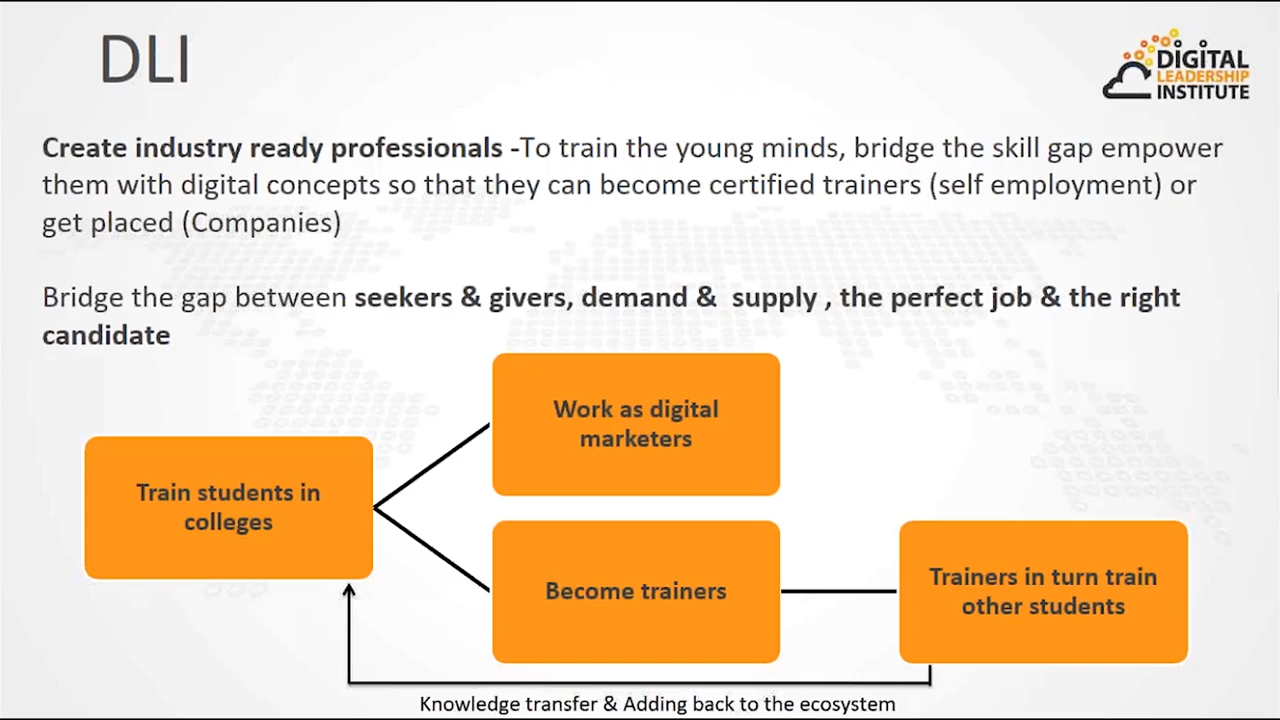 DLI
DIGITAL
LEADERSHIP
INSTITUTE
Create industry ready professionals -To train the young minds, bridge the skill gap empower
them with digital concepts so that they can become certified trainers (self employment) or
get placed (Companies)
Bridge the gap between seekers & givers, demand & supply , the perfect job & the right
candidate
Work as digital
marketers
Train students in
colleges
Become trainers
Trainers in turn train
other students
Knowledge transfer & Adding back to the ecosystem